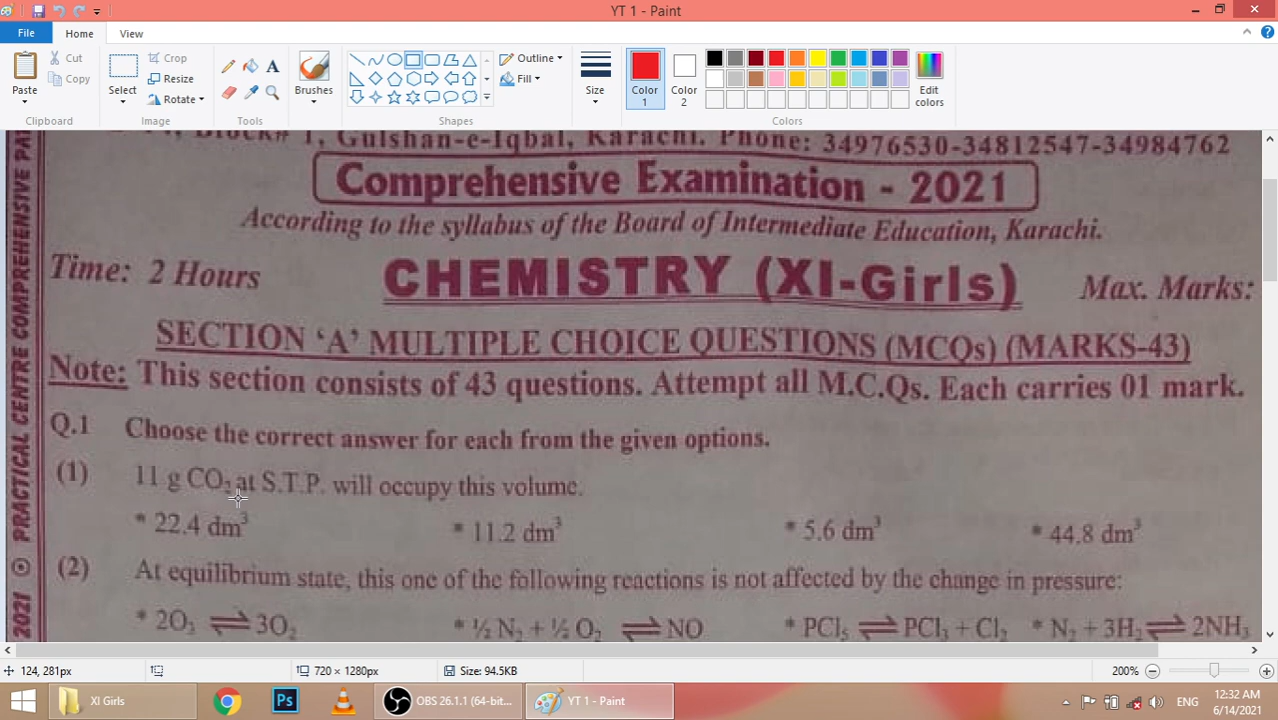 YT 1 - Paint
File Home View
Paste Cut Copy Clipboard
Select Crop Resize Rotate Image
Tools
Brushes
Outline Fill Shapes
Size
Color 1 Color 2 Edit colors Colors
1, Gulshan-e-Iqbal, Karachi. Phone: 34976530-34812547-34984762
Comprehensive Examination - 2021
According to the syllabus of the Board of Intermediate Education, Karachi.
Time: 2 Hours CHEMISTRY (XI-Girls) Max. Marks:
SECTION ‘A’ MULTIPLE CHOICE QUESTIONS (MCQs) (MARKS-43)
Note: This section consists of 43 questions. Attempt all M.C.Qs. Each carries 01 mark.
Q.1 Choose the correct answer for each from the given options.
(1) 11 g CO₂ at S.T.P. will occupy this volume.
* 22.4 dm³ * 11.2 dm³ * 5.6 dm³ * 44.8 dm³
(2) At equilibrium state, this one of the following reactions is not affected by the change in pressure:
* 2O₃ ⇌ 3O₂ * ½ N₂ + ½ O₂ ⇌ NO * PCl₅ ⇌ PCl₃ + Cl₂ * N₂ + 3H₂ ⇌ 2NH₃
2021 ⊙ PRACTICAL CENTRE COMPREHENSIVE
124, 281px 720 × 1280px Size: 94.5KB 200%
XI Girls Ps OBS 26.1.1 (64-bit... YT 1 - Paint ENG 12:32 AM
6/14/2021